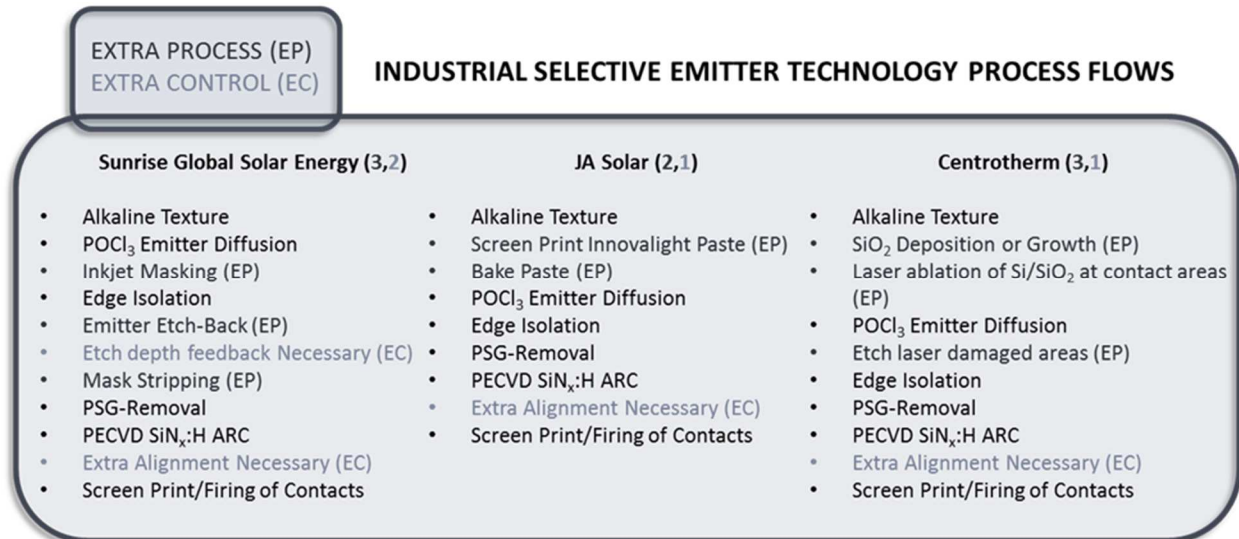 EXTRA PROCESS (EP)
EXTRA CONTROL (EC)
INDUSTRIAL SELECTIVE EMITTER TECHNOLOGY PROCESS FLOWS
Sunrise Global Solar Energy (3,2)
• Alkaline Texture
• POCl₃ Emitter Diffusion
• Inkjet Masking (EP)
• Edge Isolation
• Emitter Etch-Back (EP)
• Etch depth feedback Necessary (EC)
• Mask Stripping (EP)
• PSG-Removal
• PECVD SiNₓ:H ARC
• Extra Alignment Necessary (EC)
• Screen Print/Firing of Contacts
JA Solar (2,1)
• Alkaline Texture
• Screen Print Innovalight Paste (EP)
• Bake Paste (EP)
• POCl₃ Emitter Diffusion
• Edge Isolation
• PSG-Removal
• PECVD SiNₓ:H ARC
• Extra Alignment Necessary (EC)
• Screen Print/Firing of Contacts
Centrotherm (3,1)
• Alkaline Texture
• SiO₂ Deposition or Growth (EP)
• Laser ablation of Si/SiO₂ at contact areas
(EP)
• POCl₃ Emitter Diffusion
• Etch laser damaged areas (EP)
• Edge Isolation
• PSG-Removal
• PECVD SiNₓ:H ARC
• Extra Alignment Necessary (EC)
• Screen Print/Firing of Contacts